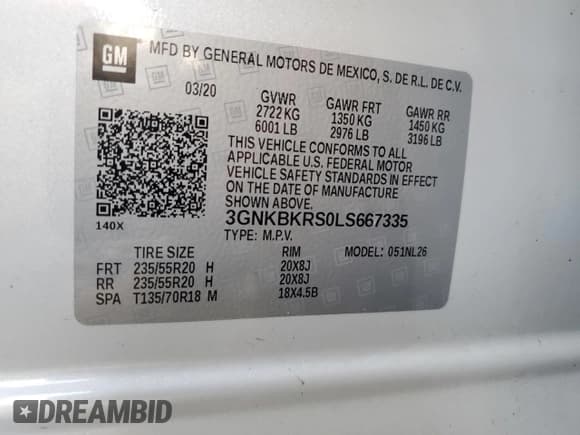 GM MFD BY GENERAL MOTORS DE MEXICO, S. DE R.L. DE C.V.
03/20 GVWR GAWR FRT GAWR RR
2722 KG 1350 KG 1450 KG
6001 LB 2976 LB 3196 LB
THIS VEHICLE CONFORMS TO ALL
APPLICABLE U.S. FEDERAL MOTOR
VEHICLE SAFETY STANDARDS IN EFFECT
ON THE DATE OF MANUFACTURE
SHOWN ABOVE.
3GNKBKRS0LS667335
140X TYPE: M.P.V.
TIRE SIZE RIM MODEL: 051NL26
FRT 235/55R20 H 20X8J
RR 235/55R20 H 20X8J
SPA T135/70R18 M 18X4.5B
DREAMBID